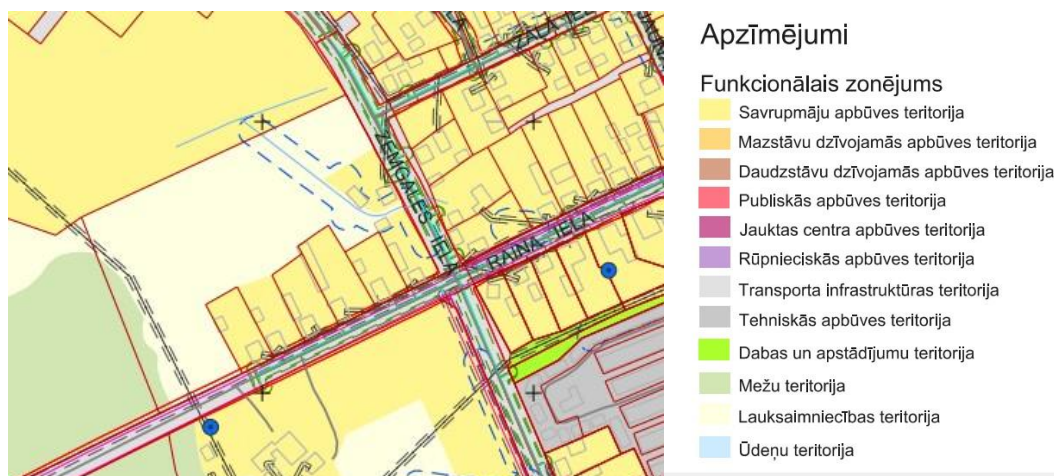 ZAĻĀ IELA
ZEMGALES IELA
RAIŅA IELA
Apzīmējumi
Funkcionālais zonējums
Savrupmāju apbūves teritorija
Mazstāvu dzīvojamās apbūves teritorija
Daudzstāvu dzīvojamās apbūves teritorija
Publiskās apbūves teritorija
Jauktas centra apbūves teritorija
Rūpnieciskās apbūves teritorija
Transporta infrastruktūras teritorija
Tehniskās apbūves teritorija
Dabas un apstādījumu teritorija
Mežu teritorija
Lauksaimniecības teritorija
Ūdeņu teritorija